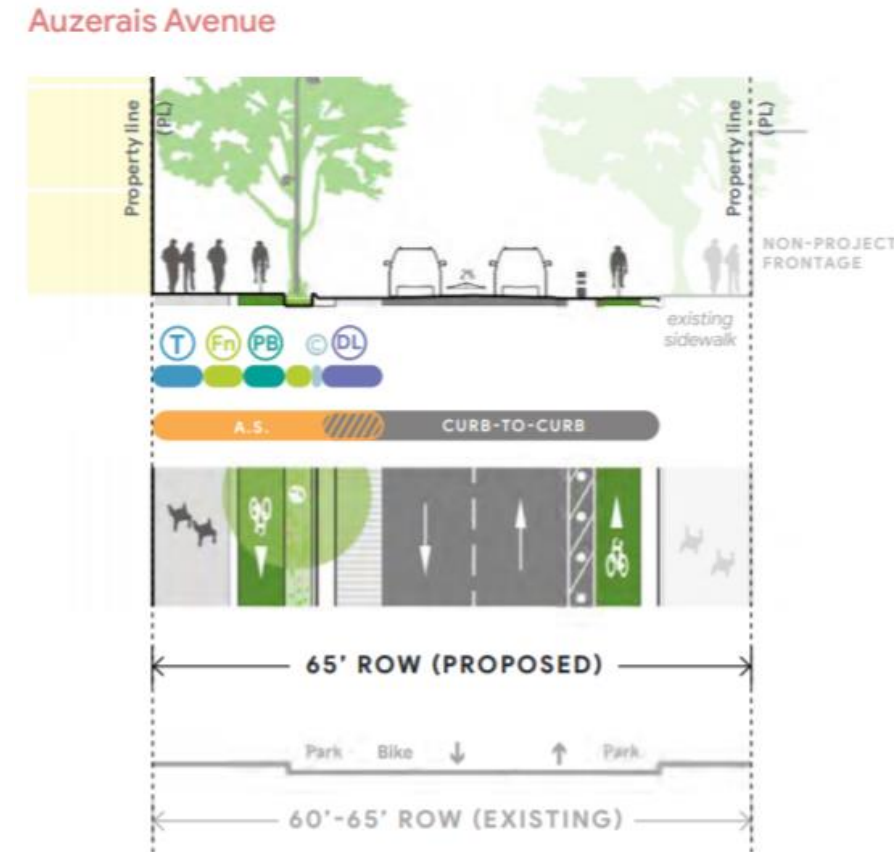 Auzerais Avenue
Property line
(PL)
Property line
(PL)
2%
NON-PROJECT
FRONTAGE
existing
sidewalk
T Fn PB C DL
A.S. CURB-TO-CURB
65' ROW (PROPOSED)
Park Bike Park
60'-65' ROW (EXISTING)